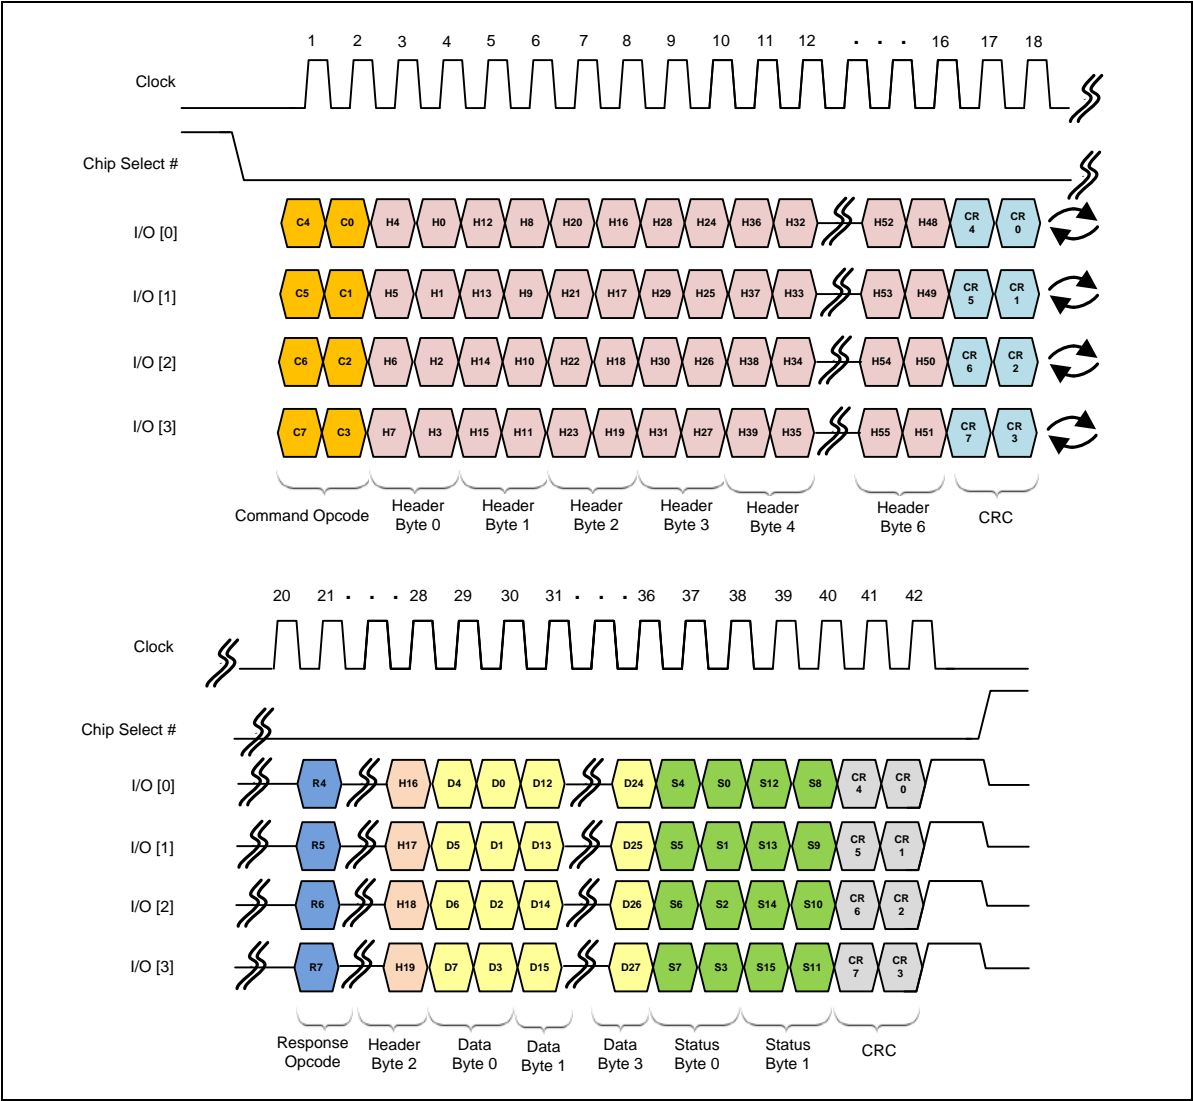 1 2 3 4 5 6 7 8 9 10 11 12 . . . 16 17 18
Clock
Chip Select #
I/O [0] C4 C0 H4 H0 H12 H8 H20 H16 H28 H24 H36 H32 H52 H48 CR 4 CR 0
I/O [1] C5 C1 H5 H1 H13 H9 H21 H17 H29 H25 H37 H33 H53 H49 CR 5 CR 1
I/O [2] C6 C2 H6 H2 H14 H10 H22 H18 H30 H26 H38 H34 H54 H50 CR 6 CR 2
I/O [3] C7 C3 H7 H3 H15 H11 H23 H19 H31 H27 H39 H35 H55 H51 CR 7 CR 3
Command Opcode
Header
Byte 0
Header
Byte 1
Header
Byte 2
Header
Byte 3
Header
Byte 4
Header
Byte 6
CRC
20 21 . . . 28 29 30 31 . . . 36 37 38 39 40 41 42
Clock
Chip Select #
I/O [0] R4 H16 D4 D0 D12 D24 S4 S0 S12 S8 CR 4 CR 0
I/O [1] R5 H17 D5 D1 D13 D25 S5 S1 S13 S9 CR 5 CR 1
I/O [2] R6 H18 D6 D2 D14 D26 S6 S2 S14 S10 CR 6 CR 2
I/O [3] R7 H19 D7 D3 D15 D27 S7 S3 S15 S11 CR 7 CR 3
Response
Opcode
Header
Byte 2
Data
Byte 0
Data
Byte 1
Data
Byte 3
Status
Byte 0
Status
Byte 1
CRC